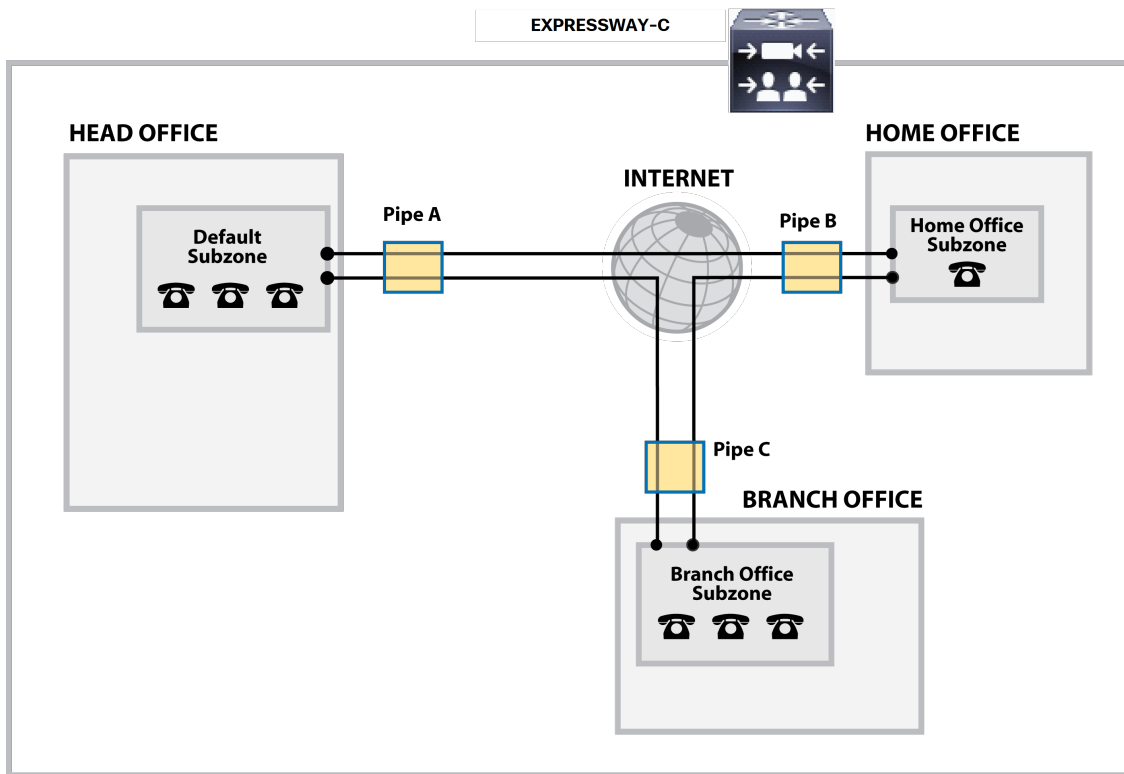 EXPRESSWAY-C
HEAD OFFICE
HOME OFFICE
INTERNET
Pipe A
Pipe B
Default
Subzone
Home Office
Subzone
Pipe C
BRANCH OFFICE
Branch Office
Subzone